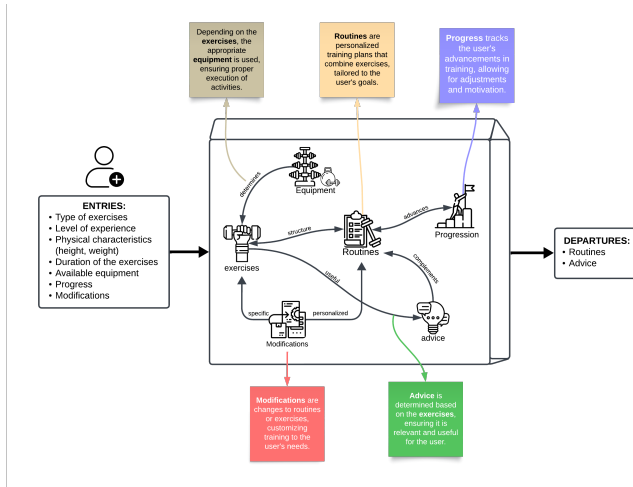 Depending on the
exercises, the
appropriate
equipment is used,
ensuring proper
execution of
activities.
Routines are
personalized
training plans that
combine exercises,
tailored to the
user's goals.
Progress tracks
the user's
advancements in
training, allowing
for adjustments
and motivation.
ENTRIES:
• Type of exercises
• Level of experience
• Physical characteristics
(height, weight)
• Duration of the exercises
• Available equipment
• Progress
• Modifications
determines
Equipment
structure
exercises
Routines
advances
Progression
useful
complements
specific
personalized
Modifications
advice
DEPARTURES:
• Routines
• Advice
Modifications are
changes to routines
or exercises,
customizing
training to the
user's needs.
Advice is
determined based
on the exercises,
ensuring it is
relevant and useful
for the user.